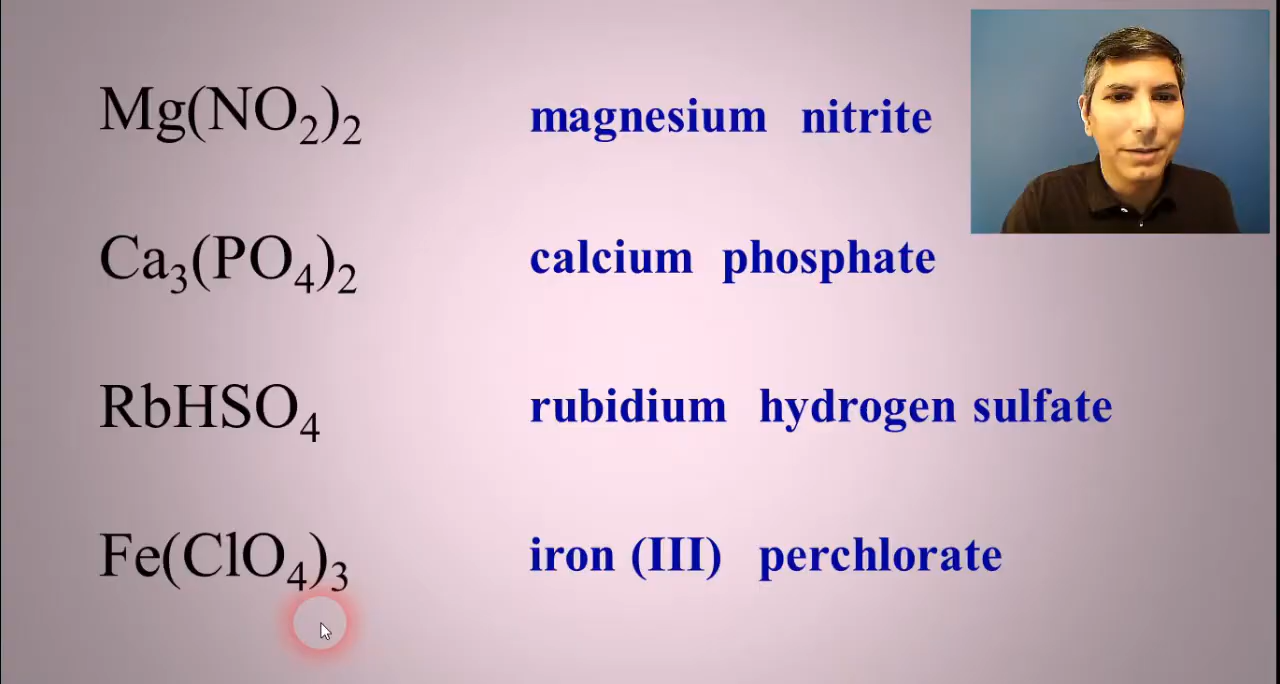 Mg(NO₂)₂ magnesium nitrite
Ca₃(PO₄)₂ calcium phosphate
RbHSO₄ rubidium hydrogen sulfate
Fe(ClO₄)₃ iron (III) perchlorate